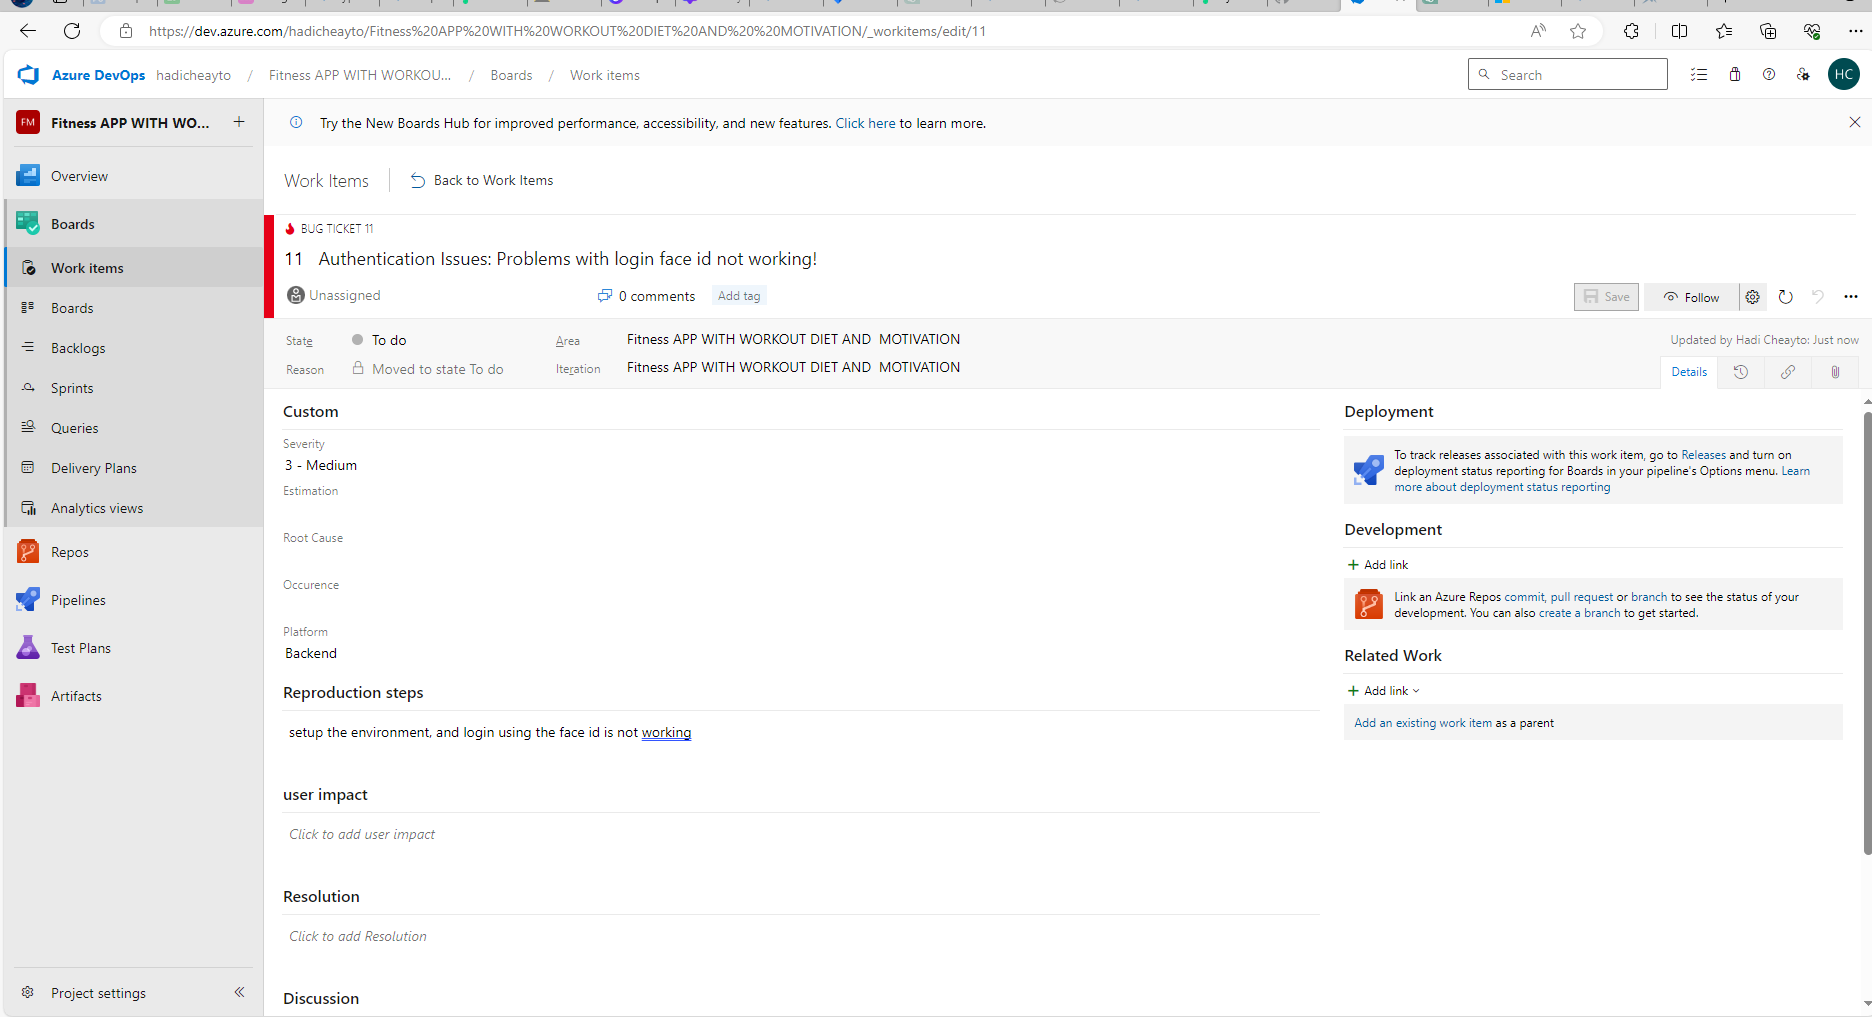 https://dev.azure.com/hadicheayto/Fitness%20APP%20WITH%20WORKOUT%20DIET%20AND%20%20MOTIVATION/_workitems/edit/11
Azure DevOps hadicheayto / Fitness APP WITH WORKOU... / Boards / Work items
Search
HC
FM Fitness APP WITH WO... +
Try the New Boards Hub for improved performance, accessibility, and new features. Click here to learn more.
Overview
Boards
Work items
Boards
Backlogs
Sprints
Queries
Delivery Plans
Analytics views
Repos
Pipelines
Test Plans
Artifacts
Project settings
Work Items
Back to Work Items
BUG TICKET 11
11 Authentication Issues: Problems with login face id not working!
Unassigned
0 comments
Add tag
Save
Follow
State
To do
Area
Fitness APP WITH WORKOUT DIET AND  MOTIVATION
Updated by Hadi Cheayto: Just now
Reason
Moved to state To do
Iteration
Fitness APP WITH WORKOUT DIET AND  MOTIVATION
Details
Custom
Severity
3 - Medium
Estimation
Root Cause
Occurence
Platform
Backend
Reproduction steps
setup the environment, and login using the face id is not working
user impact
Click to add user impact
Resolution
Click to add Resolution
Discussion
Deployment
To track releases associated with this work item, go to Releases and turn on
deployment status reporting for Boards in your pipeline's Options menu. Learn
more about deployment status reporting
Development
+ Add link
Link an Azure Repos commit, pull request or branch to see the status of your
development. You can also create a branch to get started.
Related Work
+ Add link
Add an existing work item as a parent